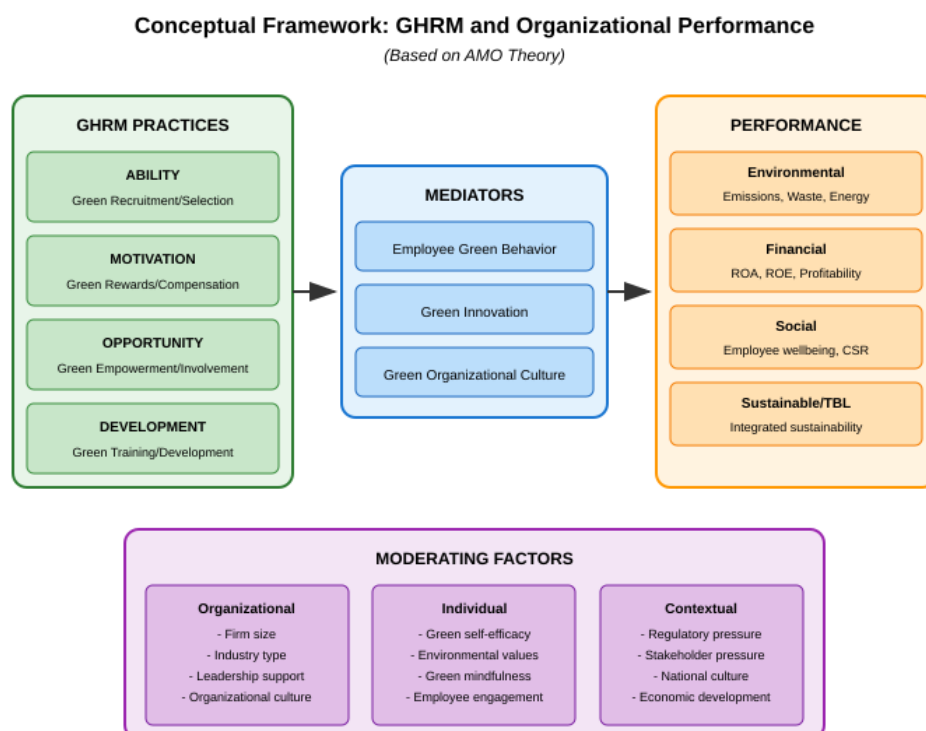 Conceptual Framework: GHRM and Organizational Performance
(Based on AMO Theory)
GHRM PRACTICES
ABILITY
Green Recruitment/Selection
MOTIVATION
Green Rewards/Compensation
OPPORTUNITY
Green Empowerment/Involvement
DEVELOPMENT
Green Training/Development
MEDIATORS
Employee Green Behavior
Green Innovation
Green Organizational Culture
PERFORMANCE
Environmental
Emissions, Waste, Energy
Financial
ROA, ROE, Profitability
Social
Employee wellbeing, CSR
Sustainable/TBL
Integrated sustainability
MODERATING FACTORS
Organizational
- Firm size
- Industry type
- Leadership support
- Organizational culture
Individual
- Green self-efficacy
- Environmental values
- Green mindfulness
- Employee engagement
Contextual
- Regulatory pressure
- Stakeholder pressure
- National culture
- Economic development